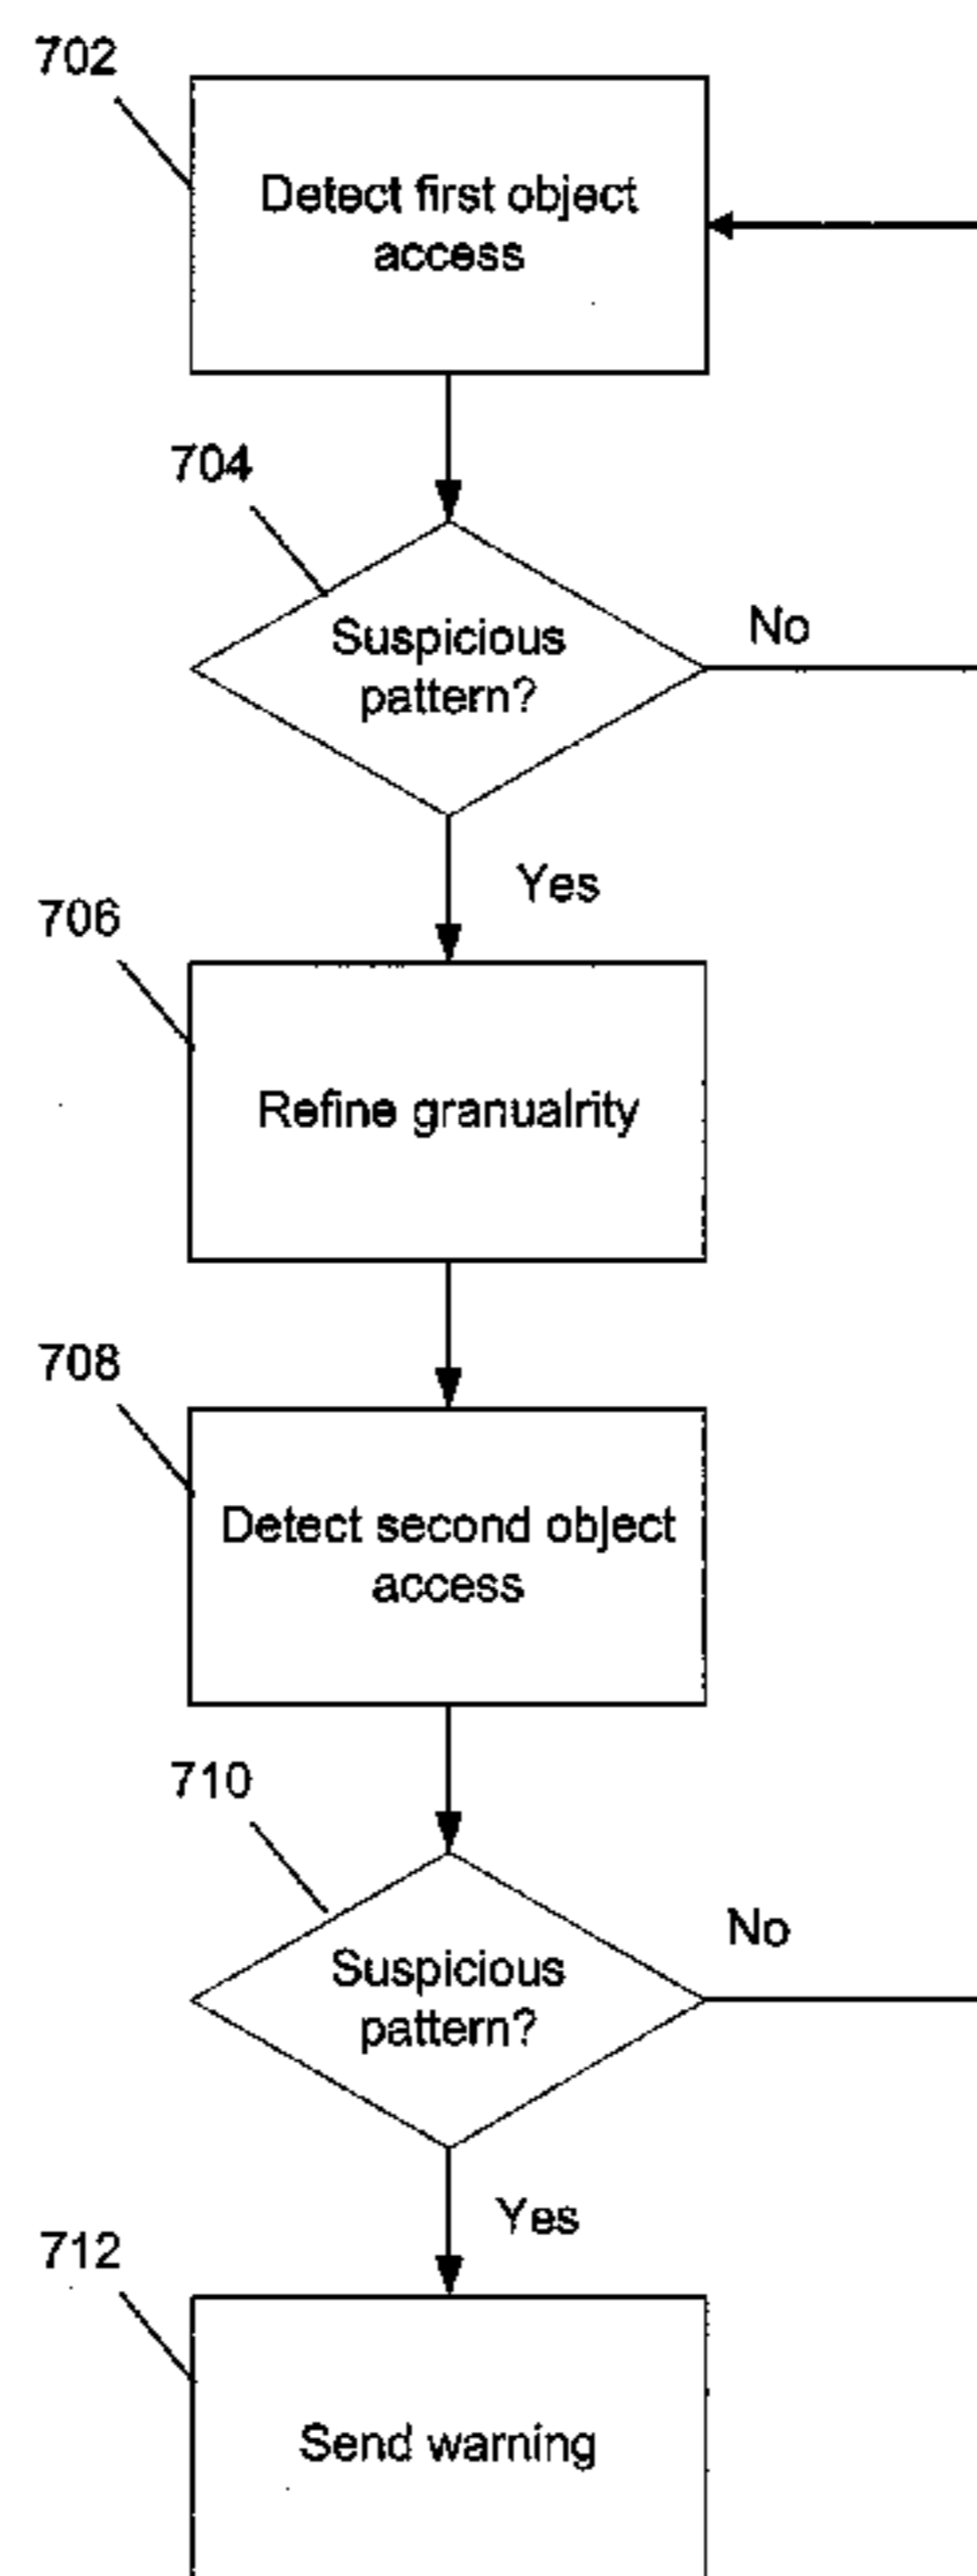 702
Detect first object
access
704
Suspicious
pattern?
No
Yes
706
Refine granualrity
708
Detect second object
access
710
Suspicious
pattern?
No
Yes
712
Send warning